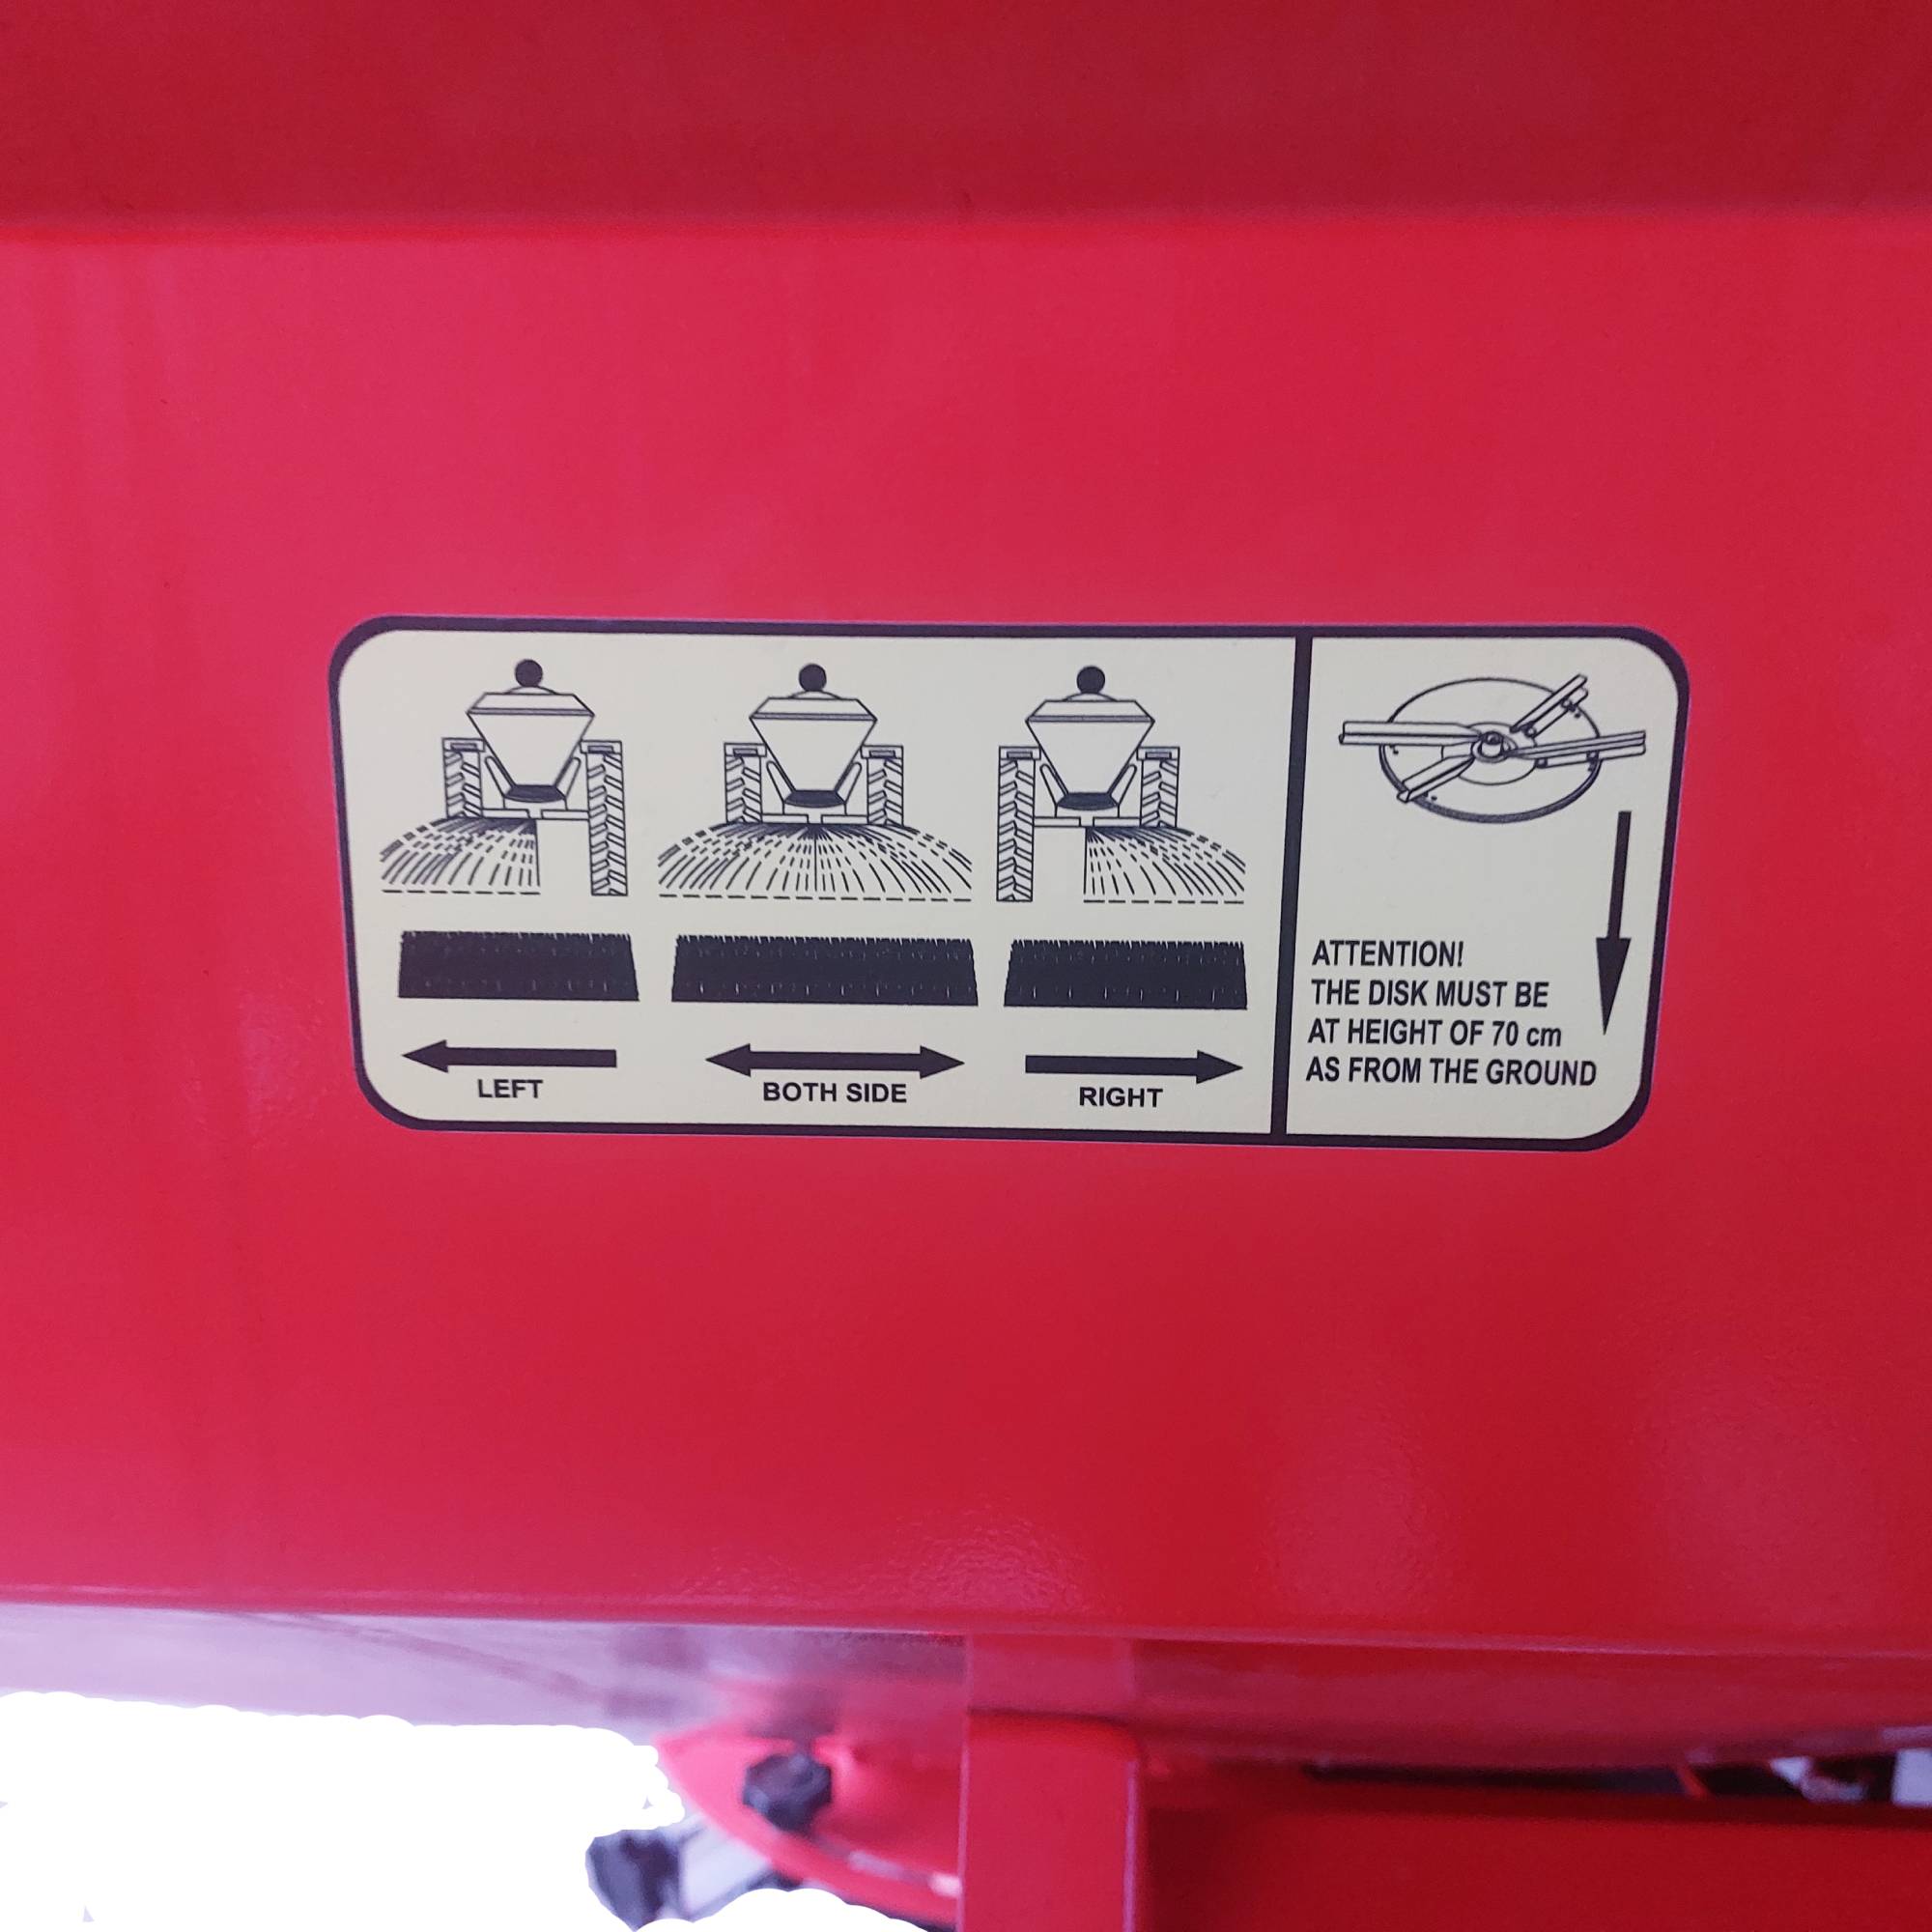 LEFT
BOTH SIDE
RIGHT
ATTENTION!
THE DISK MUST BE
AT HEIGHT OF 70 cm
AS FROM THE GROUND